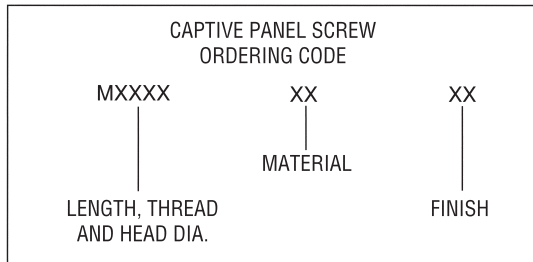 CAPTIVE PANEL SCREW
ORDERING CODE
MXXXX XX XX
MATERIAL
LENGTH, THREAD
AND HEAD DIA.
FINISH